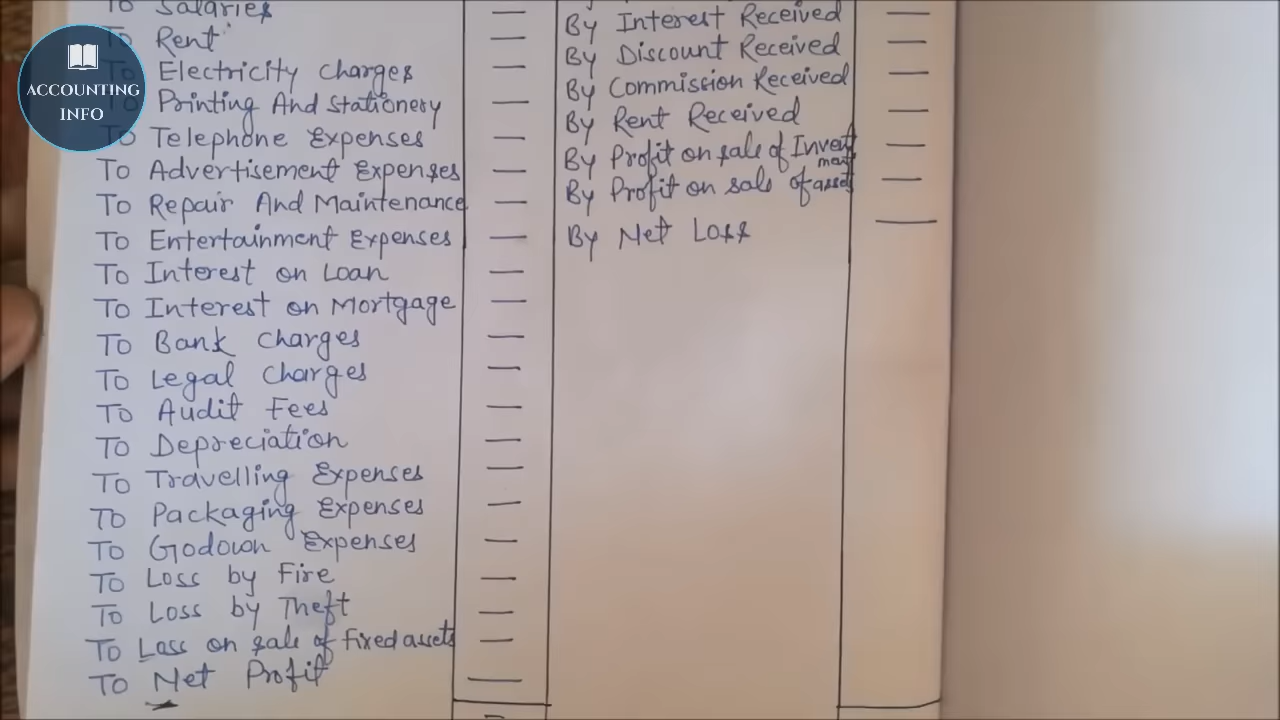 ACCOUNTING
INFO
To Salaries
To Rent
To Electricity charges
To Printing And Stationery
To Telephone Expenses
To Advertisement Expenses
To Repair And Maintenance
To Entertainment Expenses
To Interest on Loan
To Interest on Mortgage
To Bank charges
To Legal charges
To Audit Fees
To Depreciation
To Travelling Expenses
To Packaging Expenses
To Godown Expenses
To Loss by Fire
To Loss by Theft
To Loss on sale of fixed assets
To Net Profit
By Interest Received
By Discount Received
By Commission Received
By Rent Received
By Profit on sale of Invest
ment
By Profit on sale of asset
By Net Loss